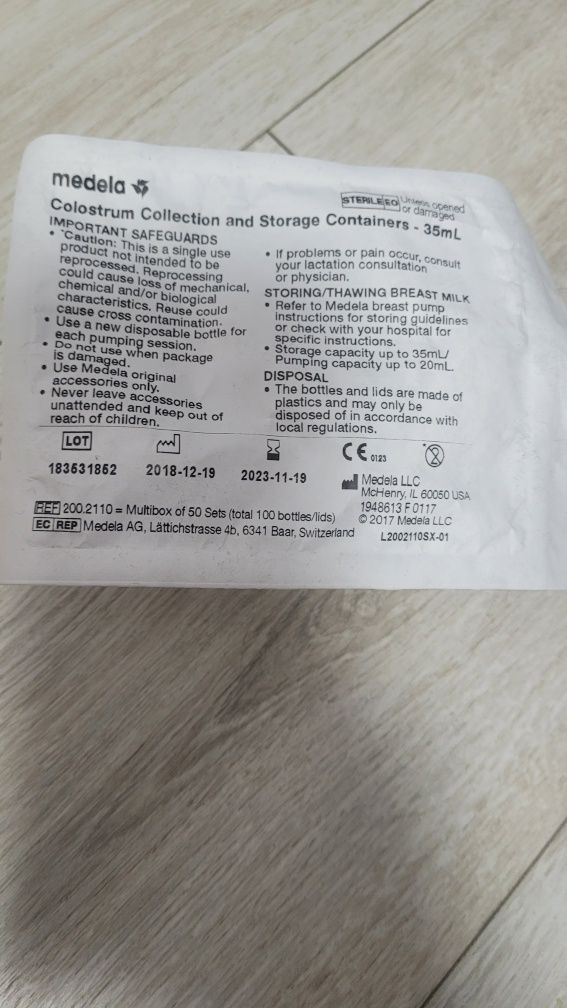 medela
STERILE EO Unless opened
or damaged
Colostrum Collection and Storage Containers - 35mL
IMPORTANT SAFEGUARDS
• *Caution: This is a single use
product not intended to be
reprocessed. Reprocessing
could cause loss of mechanical,
chemical and/or biological
characteristics. Reuse could
cause cross contamination.
• Use a new disposable bottle for
each pumping session.
• Do not use when package
is damaged.
• Use Medela original
accessories only.
• Never leave accessories
unattended and keep out of
reach of children.
• If problems or pain occur, consult
your lactation consultation
or physician.
STORING/THAWING BREAST MILK
• Refer to Medela breast pump
instructions for storing guidelines
or check with your hospital for
specific instructions.
• Storage capacity up to 35mL/
Pumping capacity up to 20mL.
DISPOSAL
• The bottles and lids are made of
plastics and may only be
disposed of in accordance with
local regulations.
LOT
183531852
2018-12-19
2023-11-19
CE 0123
2
Medela LLC
McHenry, IL 60050 USA
1948613 F 0117
© 2017 Medela LLC
L2002110SX-01
REF 200.2110 = Multibox of 50 Sets (total 100 bottles/lids)
EC REP Medela AG, Lättichstrasse 4b, 6341 Baar, Switzerland